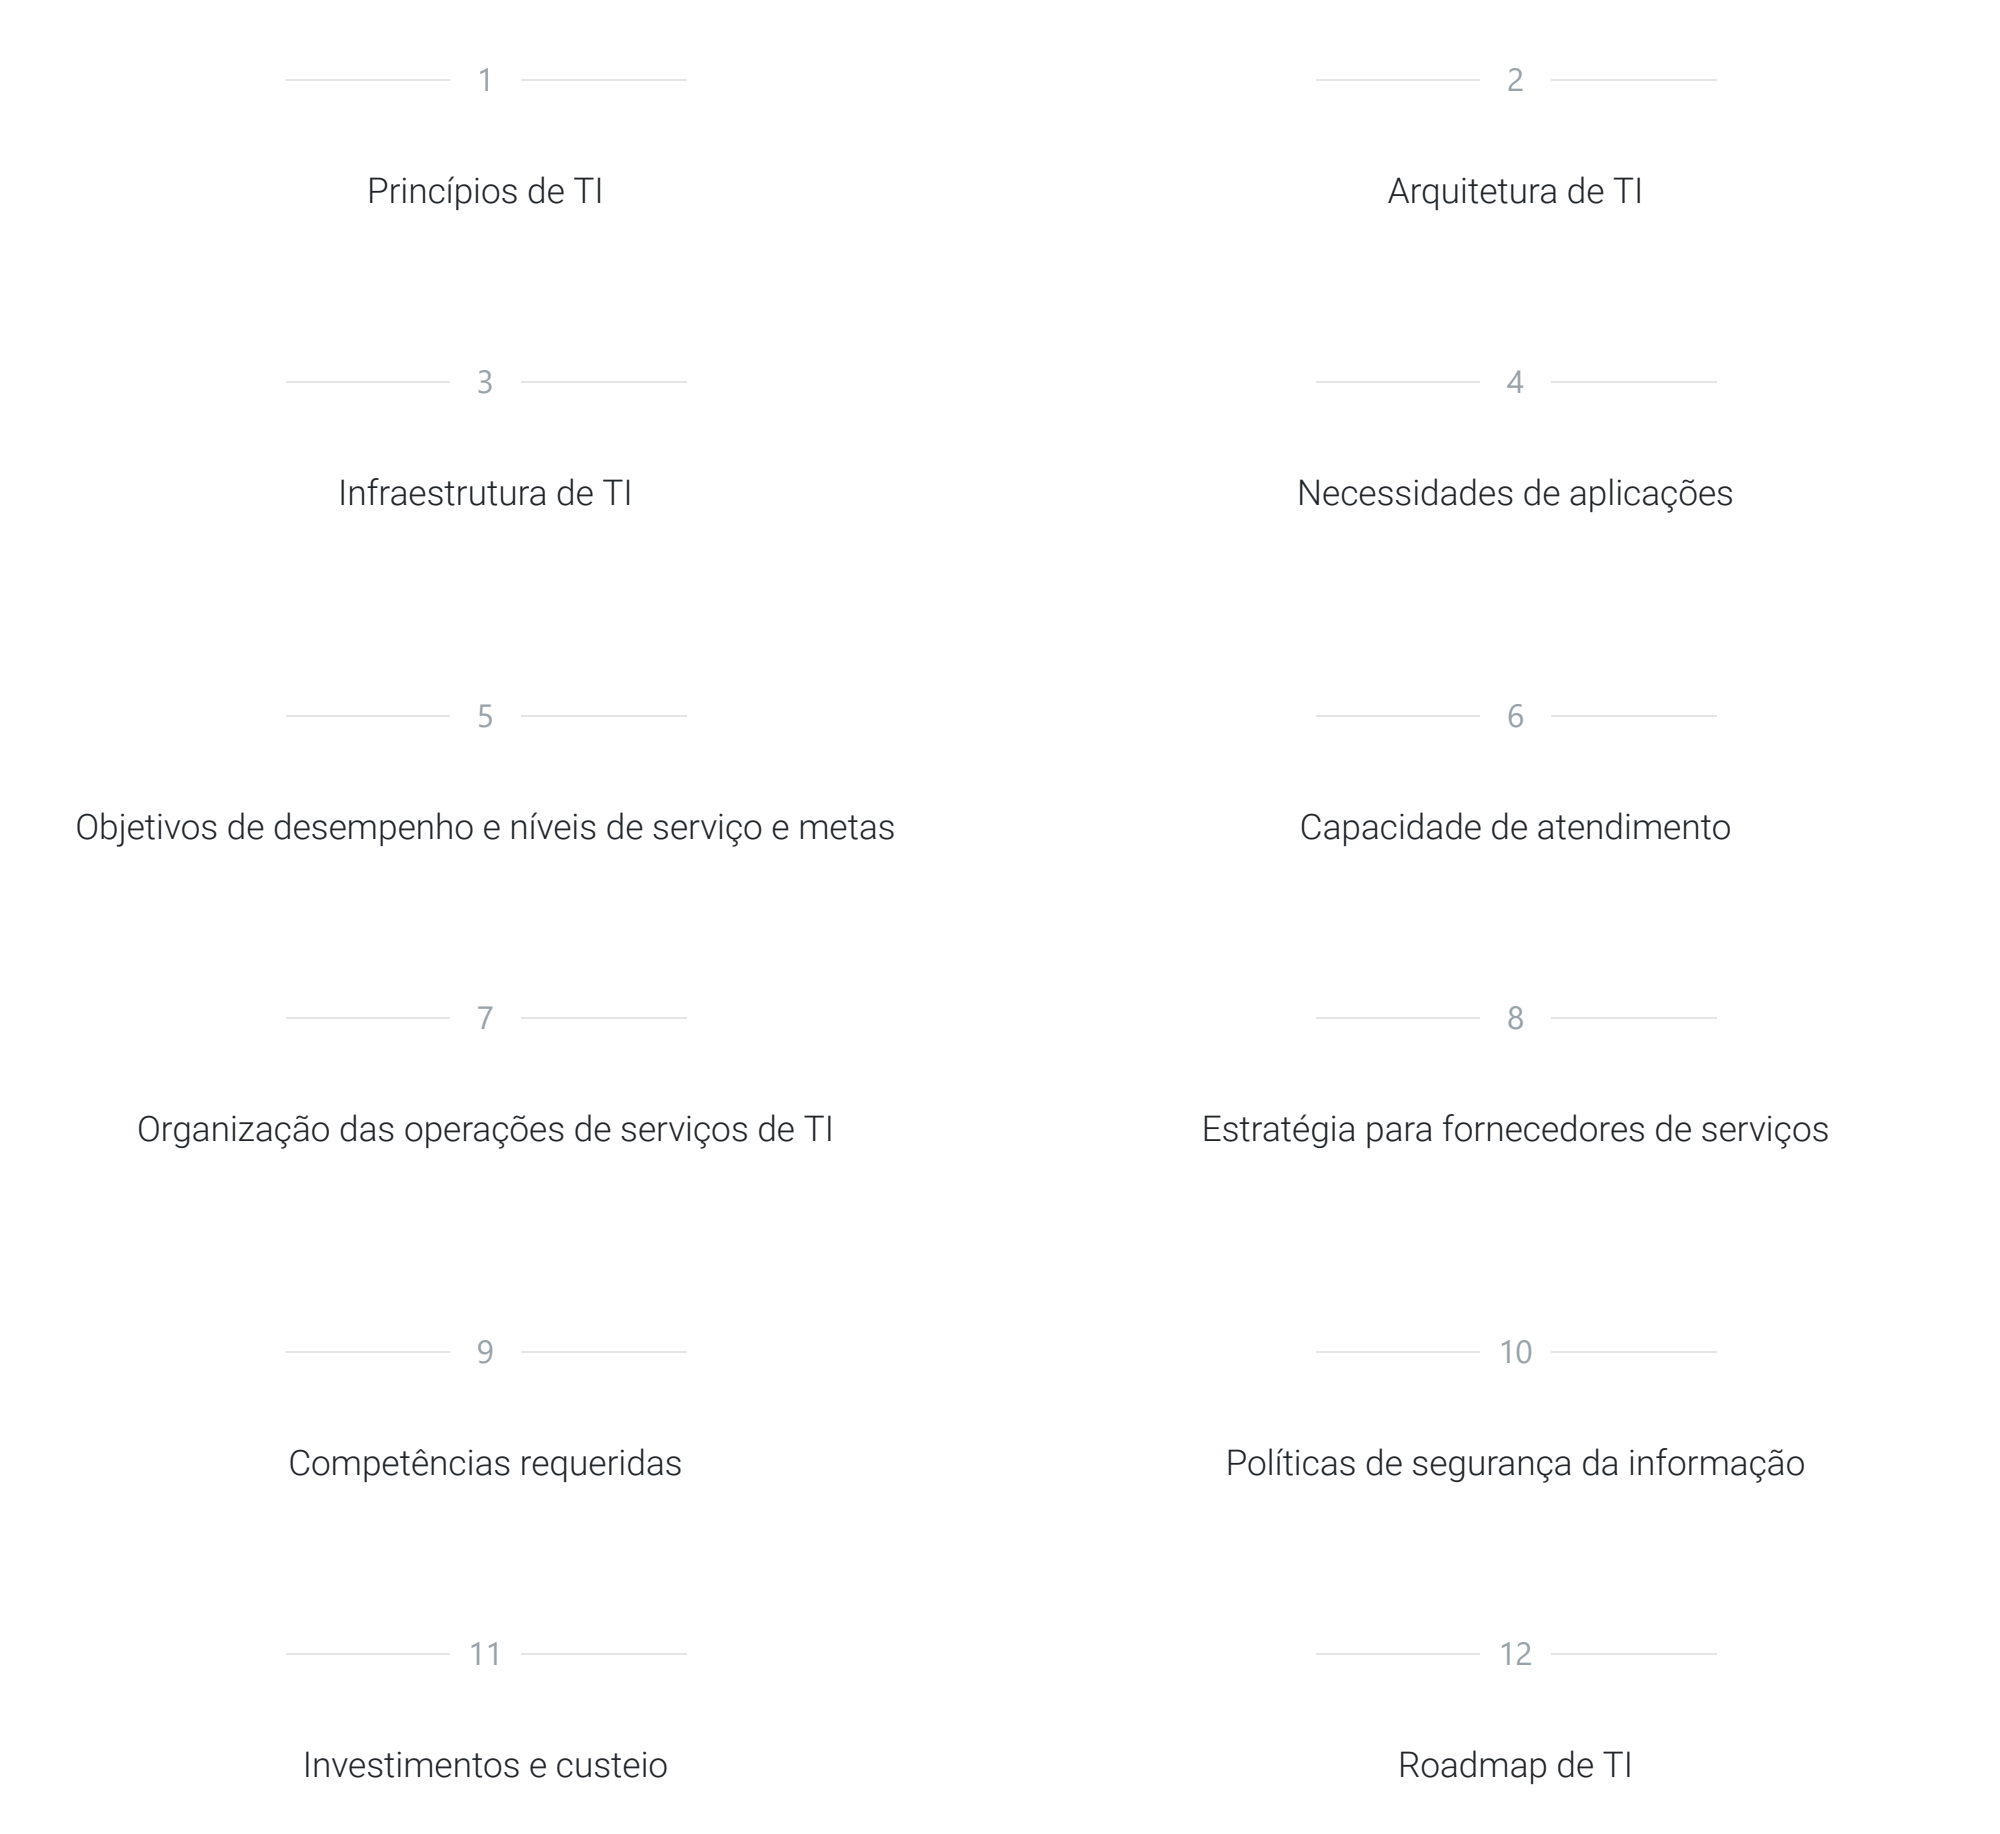 1
Princípios de TI
2
Arquitetura de TI
3
Infraestrutura de TI
4
Necessidades de aplicações
5
Objetivos de desempenho e níveis de serviço e metas
6
Capacidade de atendimento
7
Organização das operações de serviços de TI
8
Estratégia para fornecedores de serviços
9
Competências requeridas
10
Políticas de segurança da informação
11
Investimentos e custeio
12
Roadmap de TI